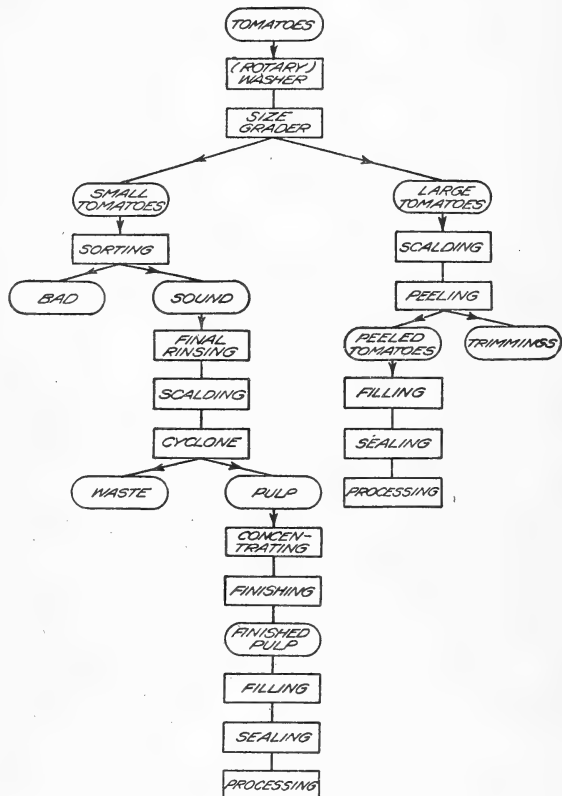 TOMATOES
(ROTARY)
WASHER
SIZE
GRADER
SMALL
TOMATOES
LARGE
TOMATOES
SORTING
SCALDING
BAD
SOUND
PEELING
FINAL
RINSING
PEELED
TOMATOES
TRIMMINSS
SCALDING
FILLING
CYCLONE
SEALING
WASTE
PULP
PROCESSING
CONCEN-
TRATING
FINISHING
FINISHED
PULP
FILLING
SEALING
PROCESSING